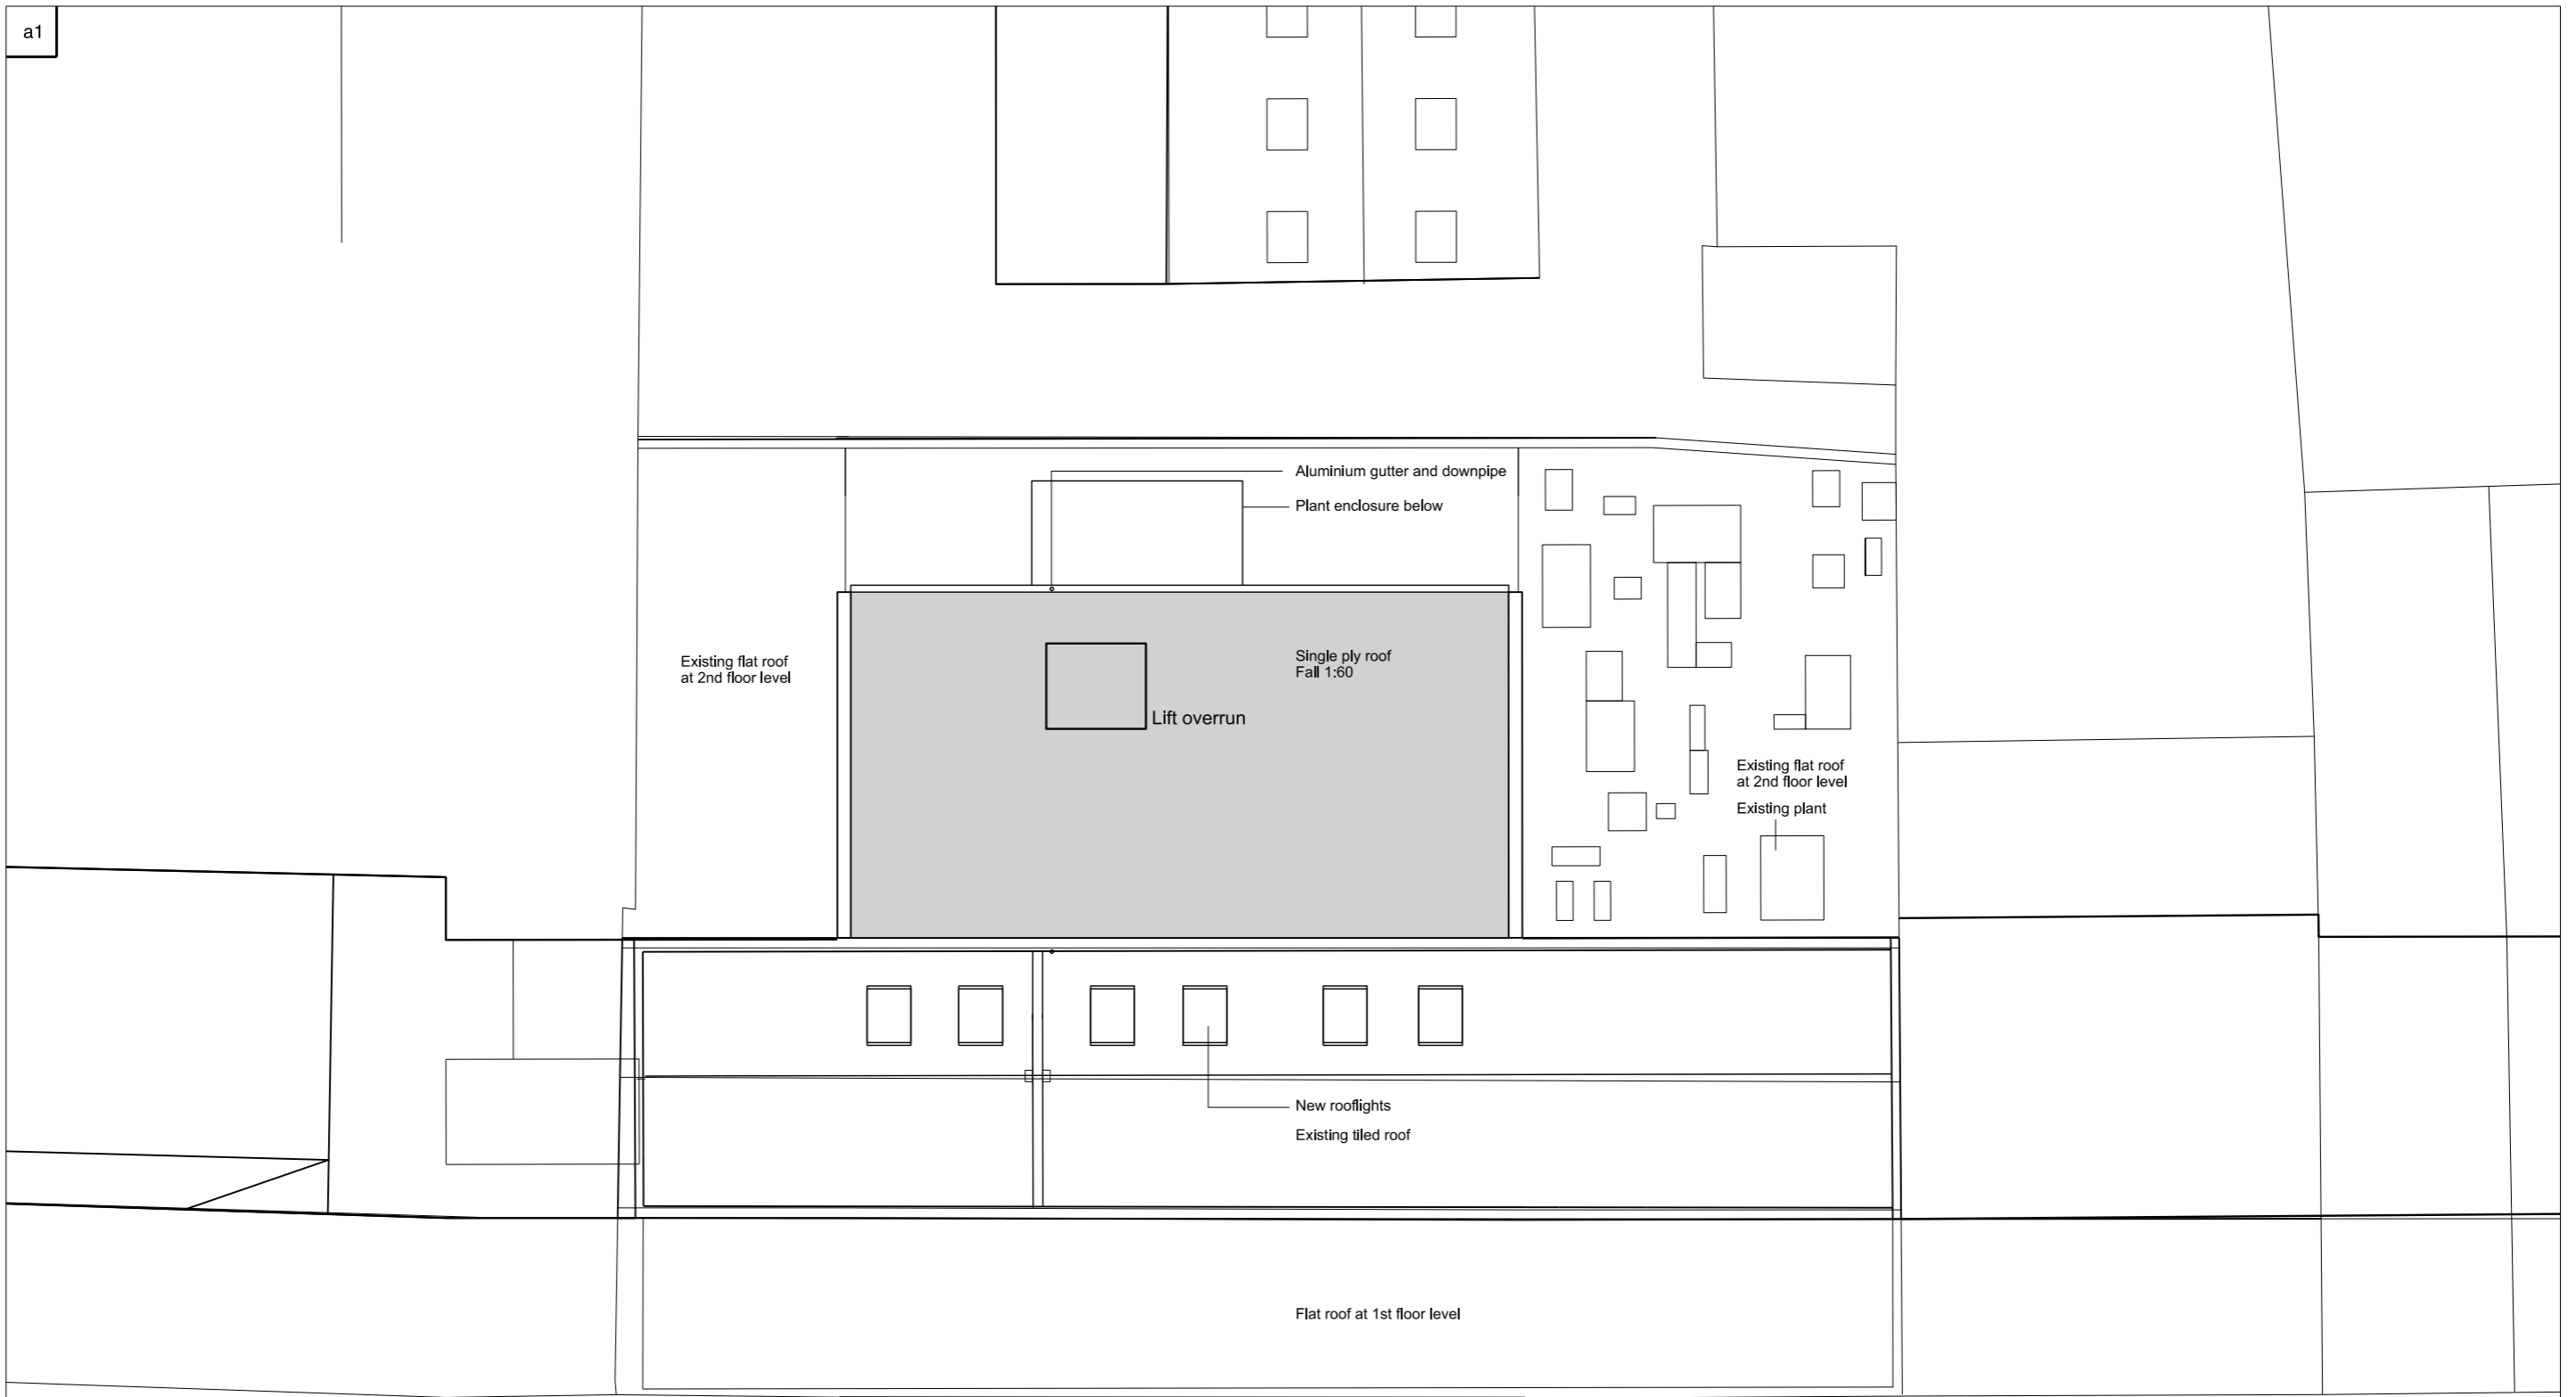 a1
Aluminium gutter and downpipe
Plant enclosure below
Existing flat roof
at 2nd floor level
Single ply roof
Fall 1:60
Lift overrun
Existing flat roof
at 2nd floor level
Existing plant
New rooflights
Existing tiled roof
Flat roof at 1st floor level